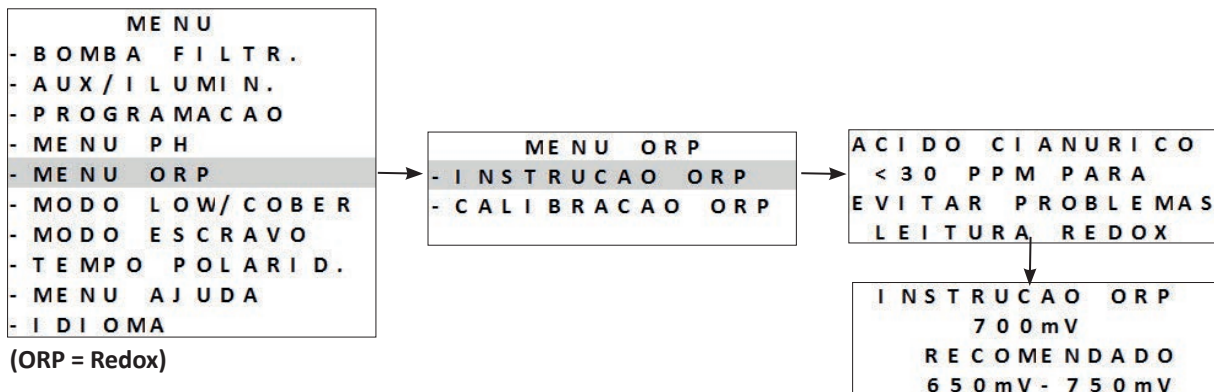 MENU
- BOMBA FILTR.
- AUX/ILUMIN.
- PROGRAMACAO
- MENU PH
- MENU ORP
- MODO LOW/COBER
- MODO ESCRAVO
- TEMPO POLARID.
- MENU AJUDA
- IDIOMA
(ORP = Redox)
MENU ORP
- INSTRUCAO ORP
- CALIBRACAO ORP
ACIDO CIANURICO
<30 PPM PARA
EVITAR PROBLEMAS
LEITURA REDOX
INSTRUCAO ORP
700mV
RECOMENDADO
650mV-750mV